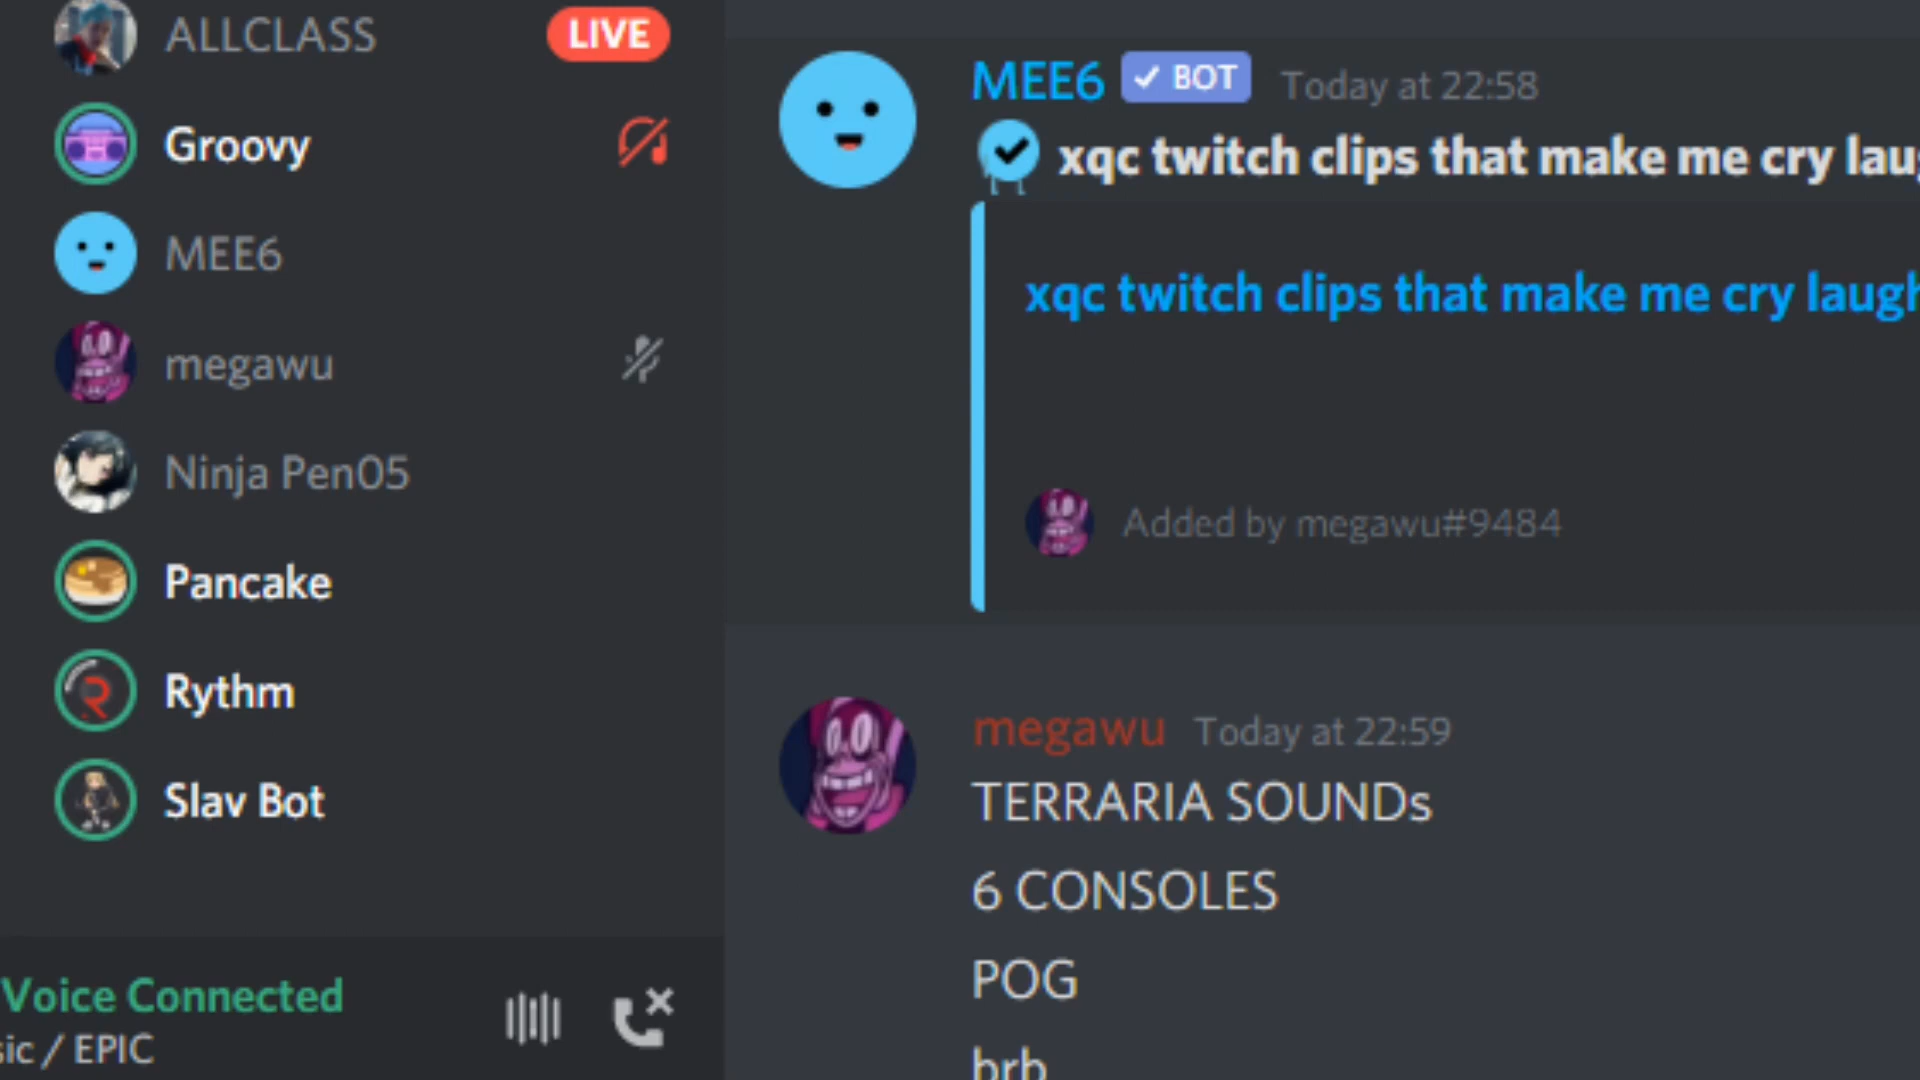 ALLCLASS
LIVE
Groovy
MEE6
megawu
Ninja Pen05
Pancake
Rythm
Slav Bot
Voice Connected
sic / EPIC
MEE6
BOT
Today at 22:58
xqc twitch clips that make me cry laug
xqc twitch clips that make me cry laugh
Added by megawu#9484
megawu Today at 22:59
TERRARIA SOUNDs
6 CONSOLES
POG
brb